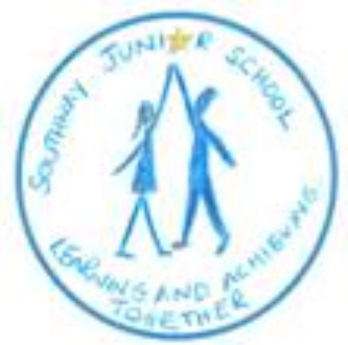 SOUTHWAY JUNIOR SCHOOL
LEARNING AND ACHIEVING
TOGETHER